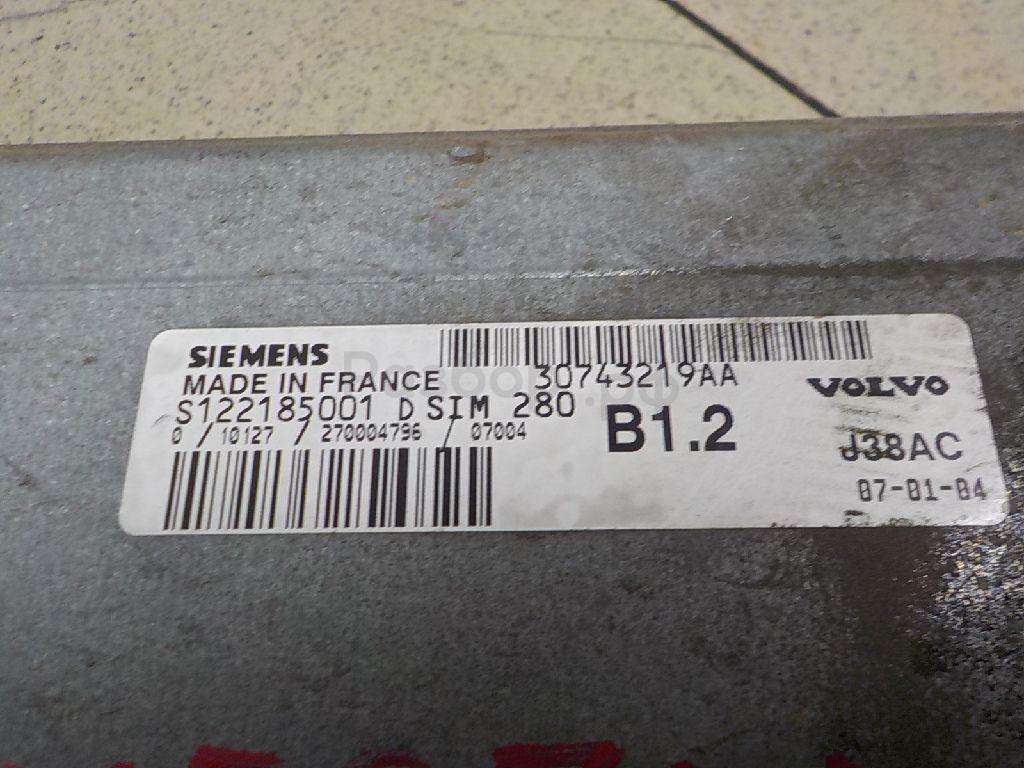 SIEMENS
MADE IN FRANCE
30743219AA
VOLVO
S122185001 D SIM 280
B1.2
0 / 10127 / 270004796 / 07004
J38AC
07-01-04